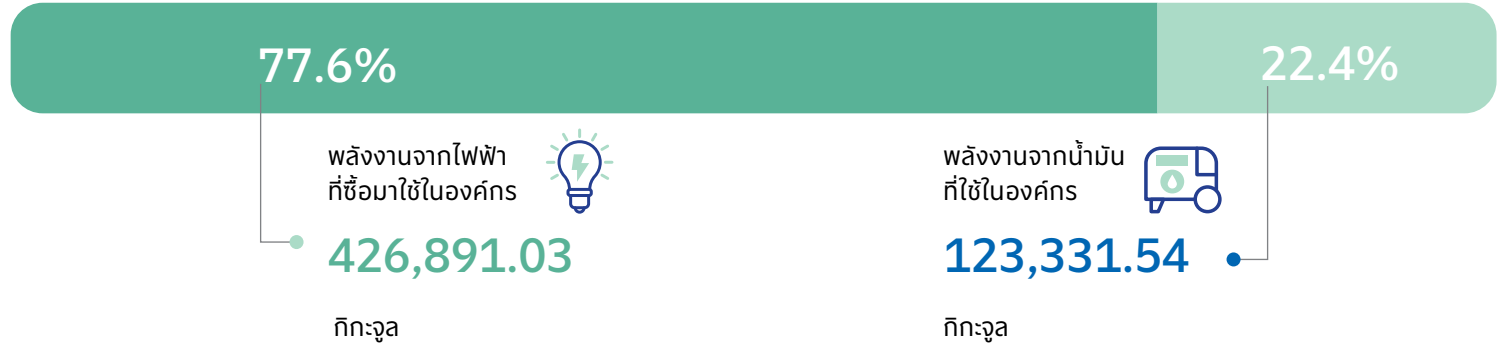 77.6%
22.4%
พลังงานจากไฟฟ้า
ที่ซื้อมาใช้ในองค์กร
426,891.03
กิกะจูล
พลังงานจากน้ำมัน
ที่ใช้ในองค์กร
123,331.54
กิกะจูล